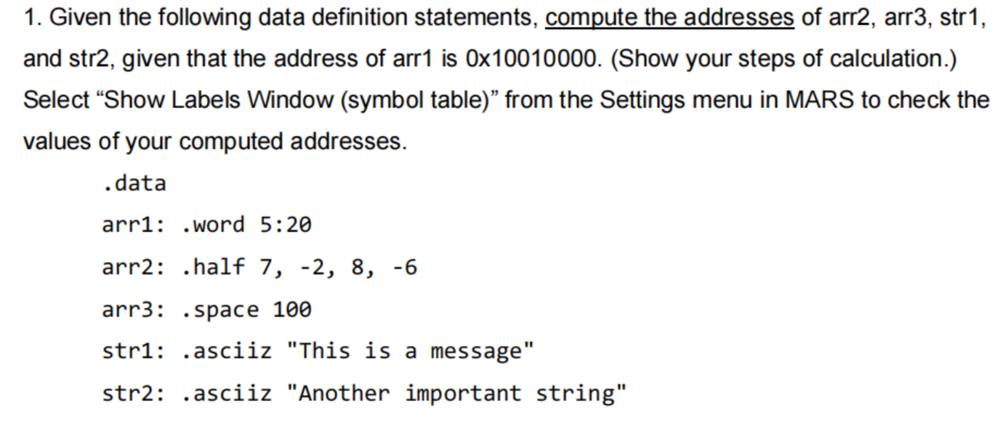 1. Given the following data definition statements, compute the addresses of arr2, arr3, str1,
and str2, given that the address of arr1 is 0x10010000. (Show your steps of calculation.)
Select “Show Labels Window (symbol table)” from the Settings menu in MARS to check the
values of your computed addresses.
.data
arr1: .word 5:20
arr2: .half 7, -2, 8, -6
arr3: .space 100
str1: .asciiz "This is a message"
str2: .asciiz "Another important string"